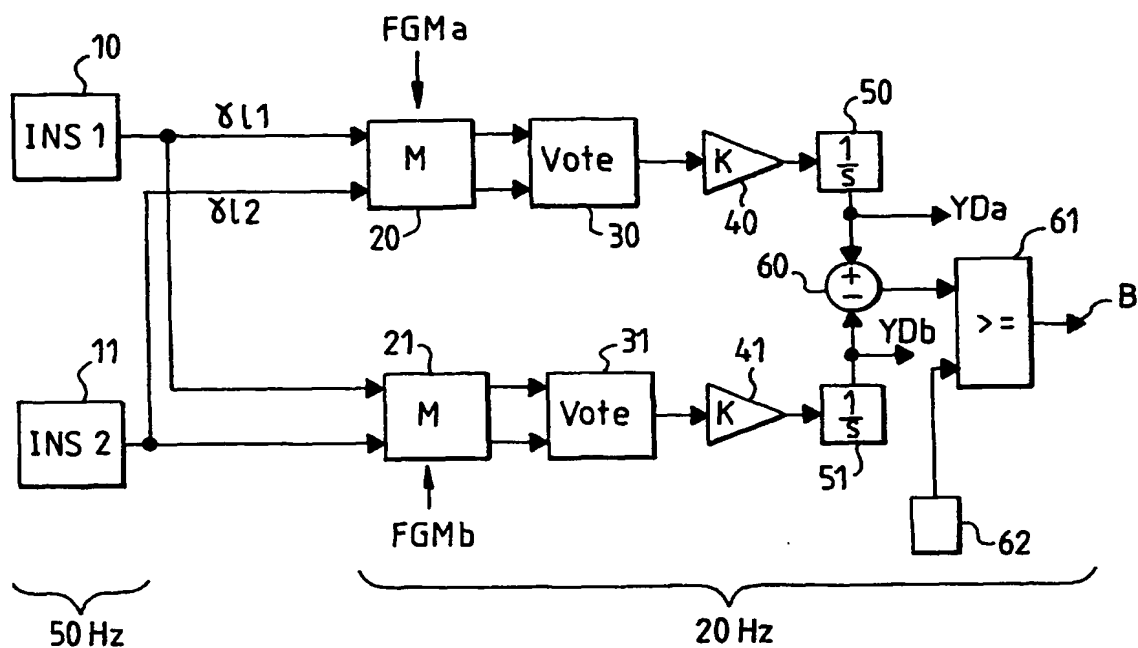 FGMa
10
INS 1
γl1
M
Vote
K
1/s
50
γl2
20
30
40
YDa
61
60
+
−
>=
B
YDb
11
INS 2
21
M
31
Vote
41
K
1/s
51
FGMb
62
50 Hz
20 Hz